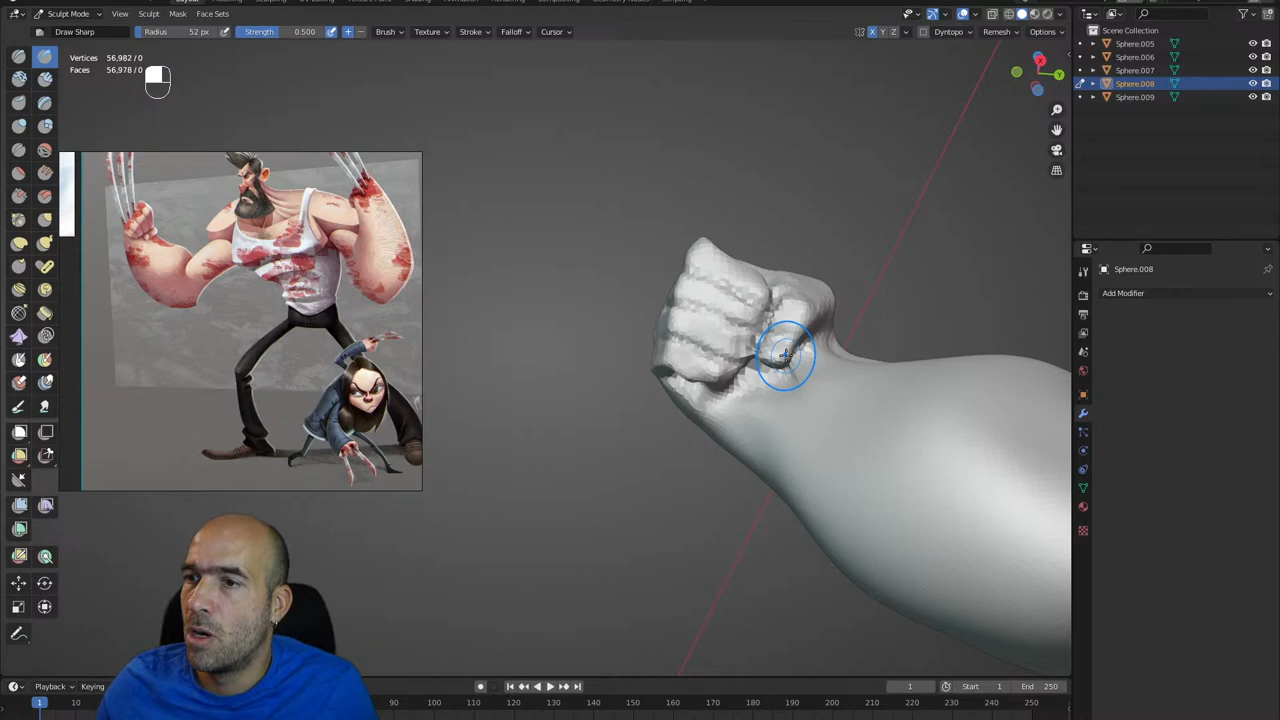 Layout
Sculpt Mode View Sculpt Mask Face Sets
Draw Sharp Radius 52 px Strength 0.500 Brush Texture Stroke Falloff Cursor X Y Z Dyntopo Remesh Options
Vertices 56,982 / 0
Faces 56,978 / 0
X
Y
Scene Collection
Sphere.005
Sphere.006
Sphere.007
Sphere.008
Sphere.009
Sphere.008
Add Modifier
Playback Keying 1 Start 1 End 250
1 10 90 100 110 120 130 140 150 160 170 180 190 200 210 220 230 240 250